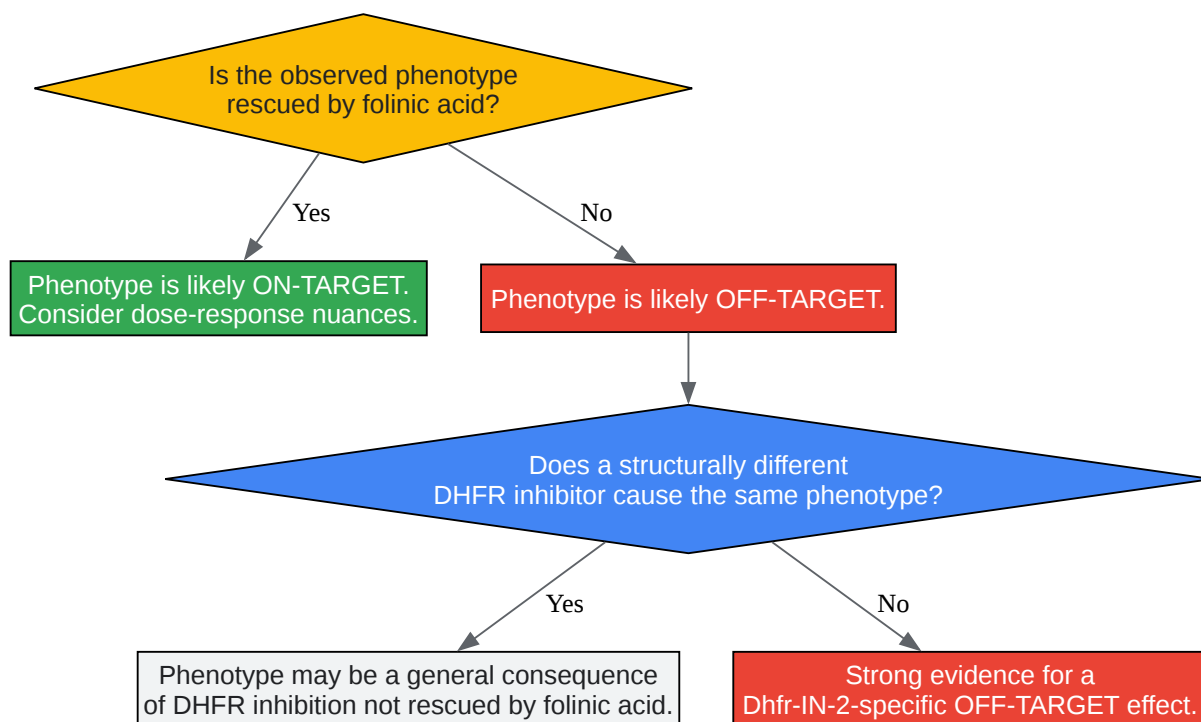 Is the observed phenotype
rescued by folinic acid?
Yes
No
Phenotype is likely ON-TARGET.
Consider dose-response nuances.
Phenotype is likely OFF-TARGET.
Does a structurally different
DHFR inhibitor cause the same phenotype?
Yes
No
Phenotype may be a general consequence
of DHFR inhibition not rescued by folinic acid.
Strong evidence for a
Dhfr-IN-2-specific OFF-TARGET effect.